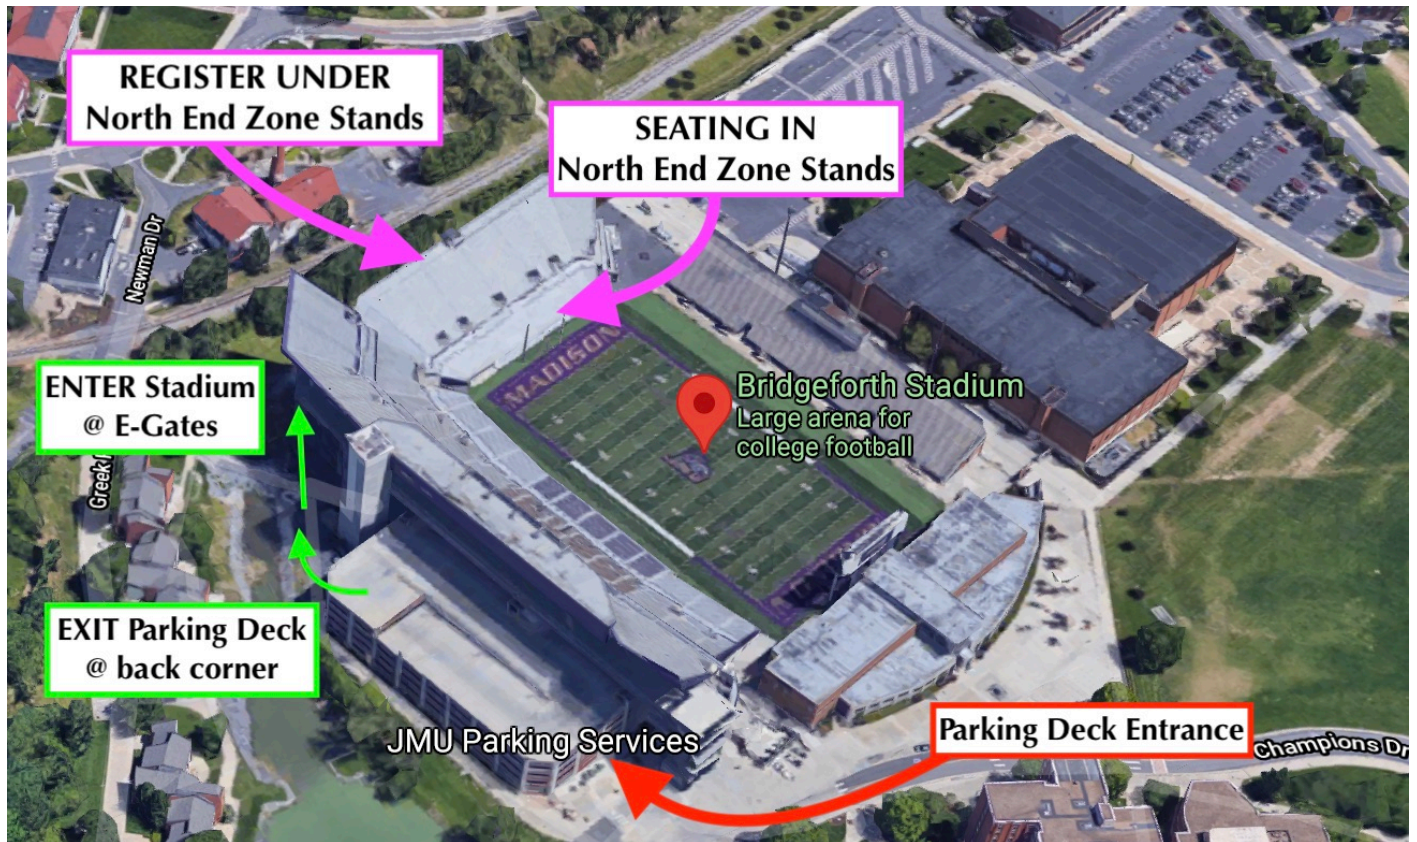 REGISTER UNDER
North End Zone Stands
SEATING IN
North End Zone Stands
Newman Dr
ENTER Stadium
@ E-Gates
MADISON
Bridgeforth Stadium
Large arena for
college football
Greek
EXIT Parking Deck
@ back corner
JMU Parking Services
Parking Deck Entrance
Champions Dr